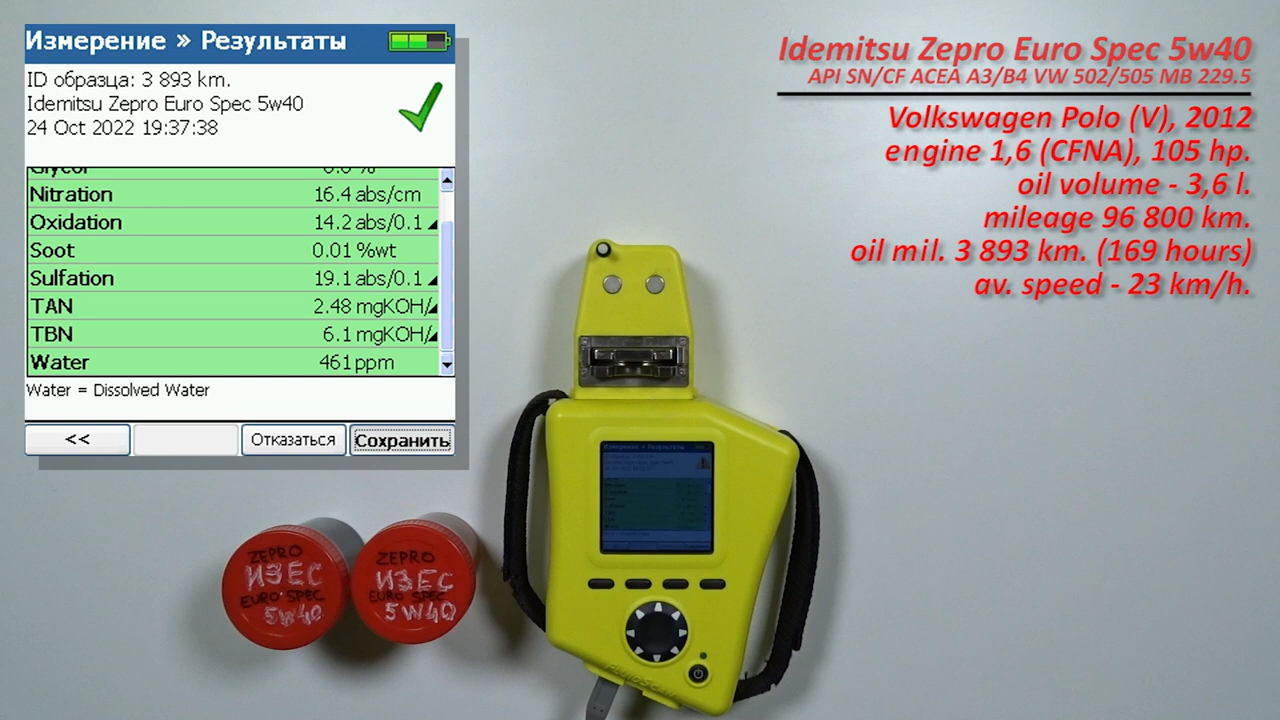 Измерение » Результаты
ID образца: 3 893 km.
Idemitsu Zepro Euro Spec 5w40
24 Oct 2022 19:37:38
Nitration 16.4 abs/cm
Oxidation 14.2 abs/0.1
Soot 0.01 %wt
Sulfation 19.1 abs/0.1
TAN 2.48 mgKOH/
TBN 6.1 mgKOH/
Water 461 ppm
Water = Dissolved Water
<< Отказаться Сохранить
Idemitsu Zepro Euro Spec 5w40
API SN/CF ACEA A3/B4 VW 502/505 MB 229.5
Volkswagen Polo (V), 2012
engine 1,6 (CFNA), 105 hp.
oil volume - 3,6 l.
mileage 96 800 km.
oil mil. 3 893 km. (169 hours)
av. speed - 23 km/h.
ZEPRO
ИЗЕС
EURO SPEC
5W40
ZEPRO
ИЗЕС
EURO SPEC
5W40
Измерение » Результаты
FLUIDSCAN